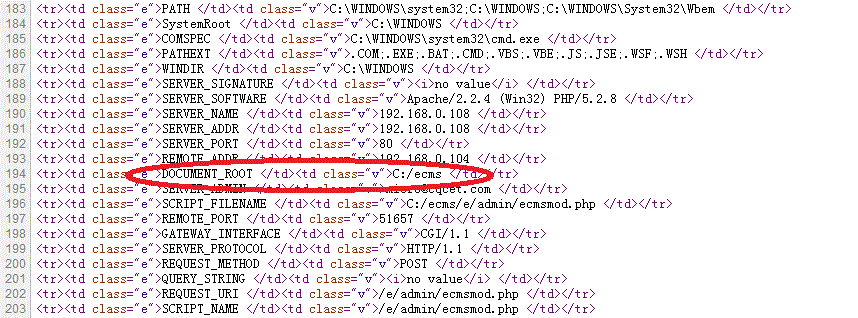 183 <tr><td class="e">PATH </td><td class="v">C:\WINDOWS\system32;C:\WINDOWS;C:\WINDOWS\System32\Wbem </td></tr>
184 <tr><td class="e">SystemRoot </td><td class="v">C:\WINDOWS </td></tr>
185 <tr><td class="e">COMSPEC </td><td class="v">C:\WINDOWS\system32\cmd.exe </td></tr>
186 <tr><td class="e">PATHEXT </td><td class="v">.COM;.EXE;.BAT;.CMD;.VBS;.VBE;.JS;.JSE;.WSF;.WSH </td></tr>
187 <tr><td class="e">WINDIR </td><td class="v">C:\WINDOWS </td></tr>
188 <tr><td class="e">SERVER_SIGNATURE </td><td class="v"><i>no value</i> </td></tr>
189 <tr><td class="e">SERVER_SOFTWARE </td><td class="v">Apache/2.2.4 (Win32) PHP/5.2.8 </td></tr>
190 <tr><td class="e">SERVER_NAME </td><td class="v">192.168.0.108 </td></tr>
191 <tr><td class="e">SERVER_ADDR </td><td class="v">192.168.0.108 </td></tr>
192 <tr><td class="e">SERVER_PORT </td><td class="v">80 </td></tr>
193 <tr><td class="e">REMOTE_ADDR </td><td class="v">192.168.0.104 </td></tr>
194 <tr><td class="e">DOCUMENT_ROOT </td><td class="v">C:/ecms </td></tr>
195 <tr><td class="e">SERVER_ADMIN </td><td class="v"> </td></tr>
196 <tr><td class="e">SCRIPT_FILENAME </td><td class="v">C:/ecms/e/admin/ecmsmod.php </td></tr>
197 <tr><td class="e">REMOTE_PORT </td><td class="v">51657 </td></tr>
198 <tr><td class="e">GATEWAY_INTERFACE </td><td class="v">CGI/1.1 </td></tr>
199 <tr><td class="e">SERVER_PROTOCOL </td><td class="v">HTTP/1.1 </td></tr>
200 <tr><td class="e">REQUEST_METHOD </td><td class="v">POST </td></tr>
201 <tr><td class="e">QUERY_STRING </td><td class="v"><i>no value</i> </td></tr>
202 <tr><td class="e">REQUEST_URI </td><td class="v">/e/admin/ecmsmod.php </td></tr>
203 <tr><td class="e">SCRIPT_NAME </td><td class="v">/e/admin/ecmsmod.php </td></tr>